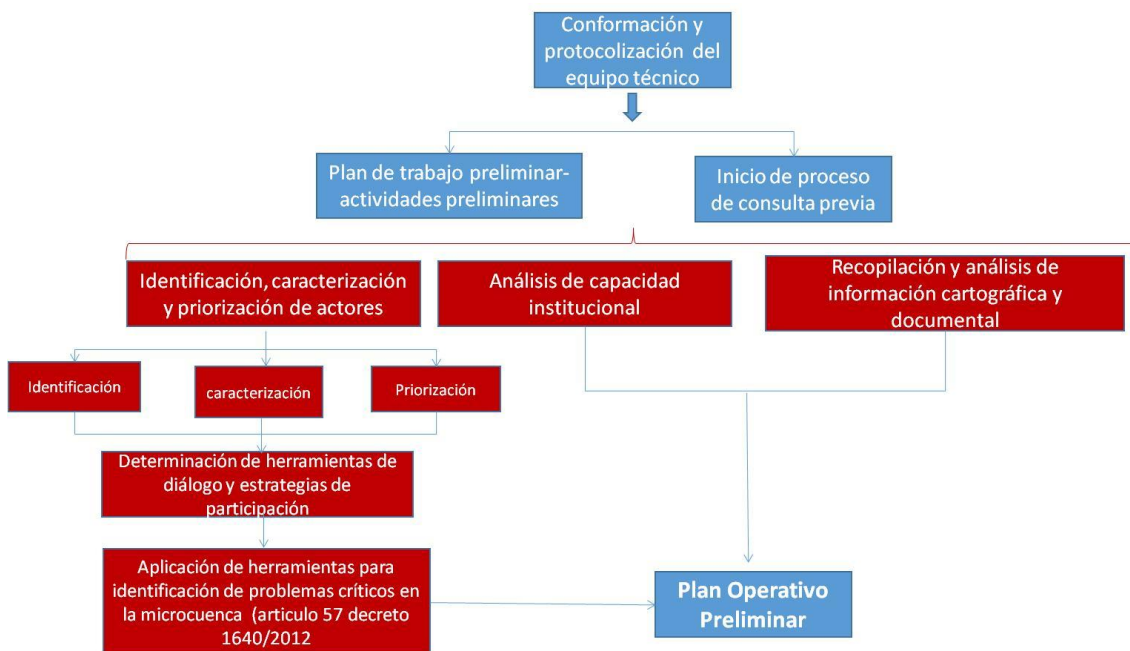 Conformación y
protocolización del
equipo técnico
Plan de trabajo preliminar-
actividades preliminares
Inicio de proceso
de consulta previa
Identificación, caracterización
y priorización de actores
Análisis de capacidad
institucional
Recopilación y análisis de
información cartográfica y
documental
Identificación
caracterización
Priorización
Determinación de herramientas de
diálogo y estrategias de
participación
Aplicación de herramientas para
identificación de problemas críticos en
la microcuenca (articulo 57 decreto
1640/2012
Plan Operativo
Preliminar